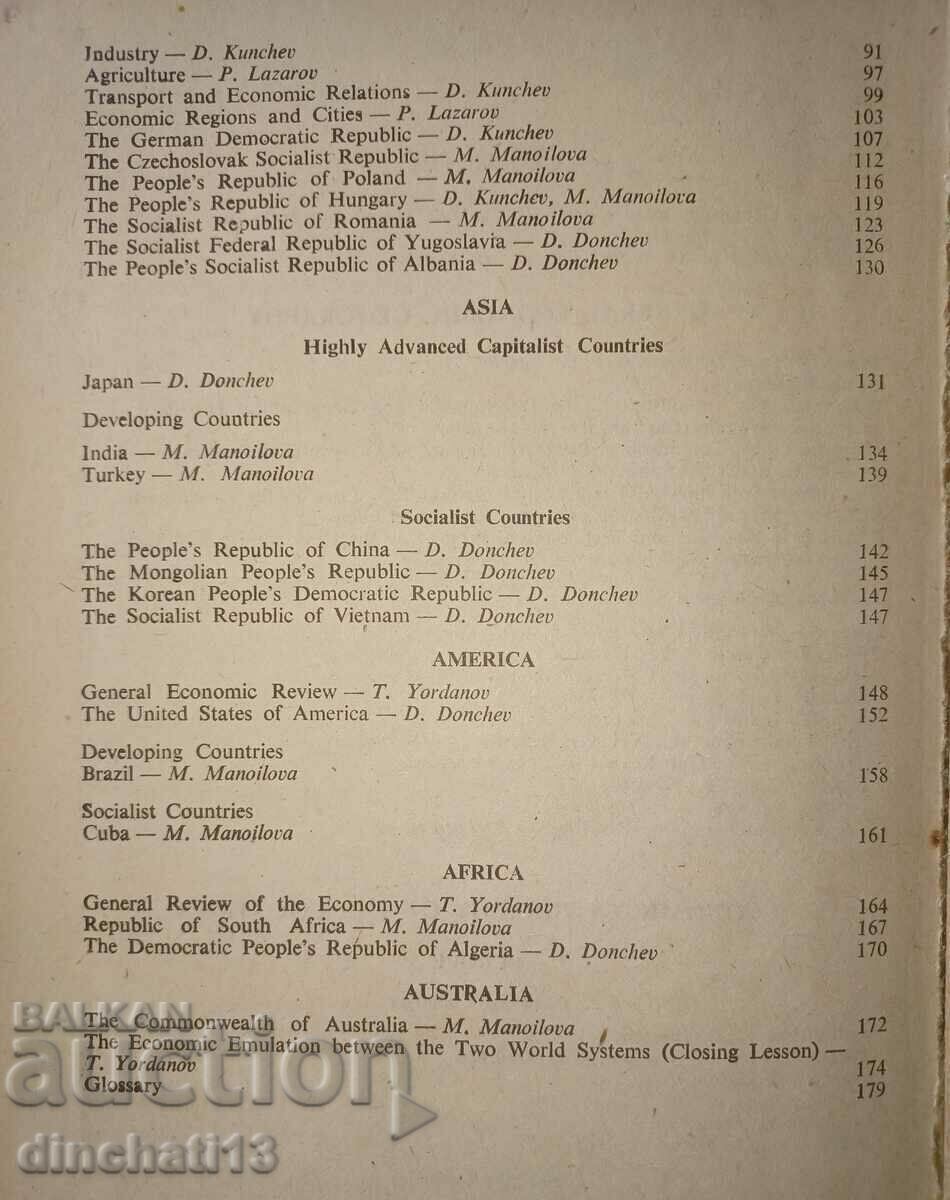 Industry — D. Kunchev 91
Agriculture — P. Lazarov 97
Transport and Economic Relations — D. Kunchev 99
Economic Regions and Cities — P. Lazarov 103
The German Democratic Republic — D. Kunchev 107
The Czechoslovak Socialist Republic — M. Manoilova 112
The People's Republic of Poland — M. Manoilova 116
The People's Republic of Hungary — D. Kunchev, M. Manoilova 119
The Socialist Republic of Romania — M. Manoilova 123
The Socialist Federal Republic of Yugoslavia — D. Donchev 126
The People's Socialist Republic of Albania — D. Donchev 130
ASIA
Highly Advanced Capitalist Countries
Japan — D. Donchev 131
Developing Countries
India — M. Manoilova 134
Turkey — M. Manoilova 139
Socialist Countries
The People's Republic of China — D. Donchev 142
The Mongolian People's Republic — D. Donchev 145
The Korean People's Democratic Republic — D. Donchev 147
The Socialist Republic of Vietnam — D. Donchev 147
AMERICA
General Economic Review — T. Yordanov 148
The United States of America — D. Donchev 152
Developing Countries
Brazil — M. Manoilova 158
Socialist Countries
Cuba — M. Manoilova 161
AFRICA
General Review of the Economy — T. Yordanov 164
Republic of South Africa — M. Manoilova 167
The Democratic People's Republic of Algeria — D. Donchev 170
AUSTRALIA
The Commonwealth of Australia — M. Manoilova 172
The Economic Emulation between the Two World Systems (Closing Lesson) —
T. Yordanov 174
Glossary 179
BALKAN
auction
dinchati13